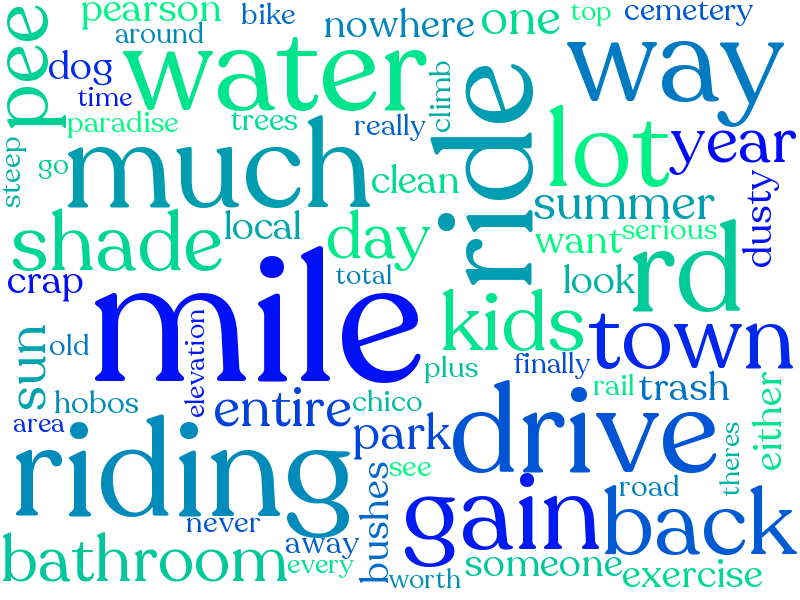 pearson bike nowhere one top cemetery
pee around
dog water way
time climb
paradise trees really
steep go much ride lot year
clean
shade local day summer dusty
want serious
crap mile total look rd
sun elevation kids town
old plus finally
hobos entire chico rail trash either
area riding park drive theres
see
never bushes gain road back
bathroom away
every worth someone exercise